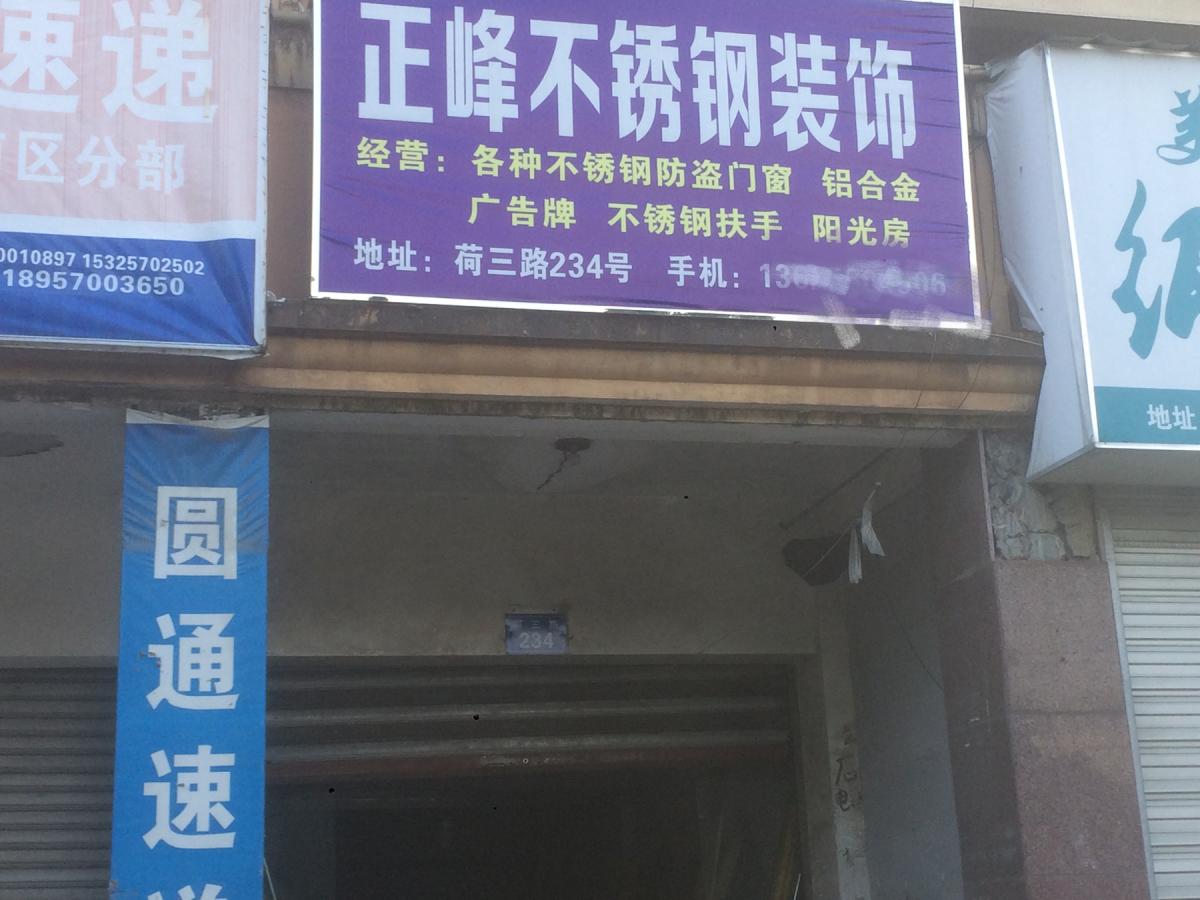 速递
区分部
0010897 15325702502
18957003650
正峰不锈钢装饰
经营：各种不锈钢防盗门窗 铝合金
广告牌 不锈钢扶手 阳光房
地址：荷三路234号 手机：
美
地址
圆通速
三
234